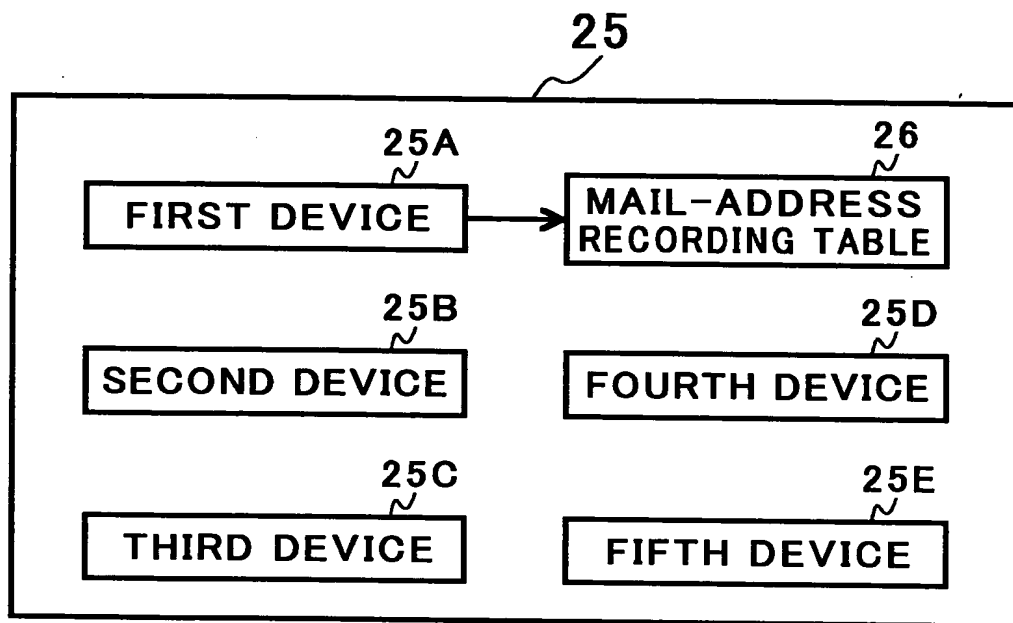 25
25A
FIRST DEVICE
26
MAIL-ADDRESS
RECORDING TABLE
25B
SECOND DEVICE
25D
FOURTH DEVICE
25C
THIRD DEVICE
25E
FIFTH DEVICE